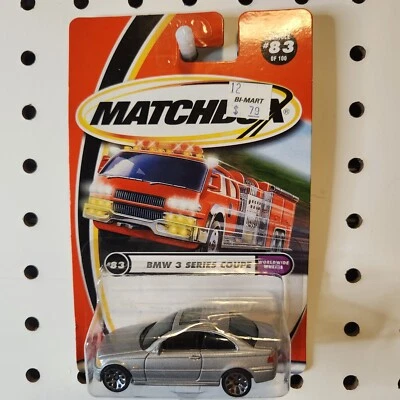 #83
OF 100
12
BI-MART
$ .79
MATCHBOX®
#83
BMW 3 SERIES COUPE
WORLDWIDE
WHEELS